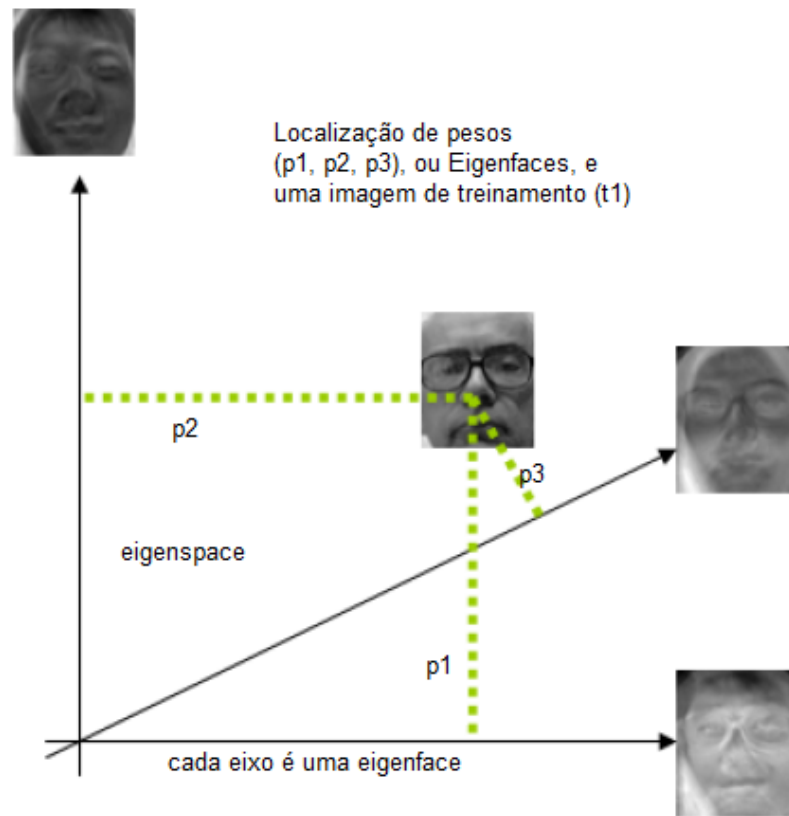 Localização de pesos
(p1, p2, p3), ou Eigenfaces, e
uma imagem de treinamento (t1)
p2
p3
eigenspace
p1
cada eixo é uma eigenface